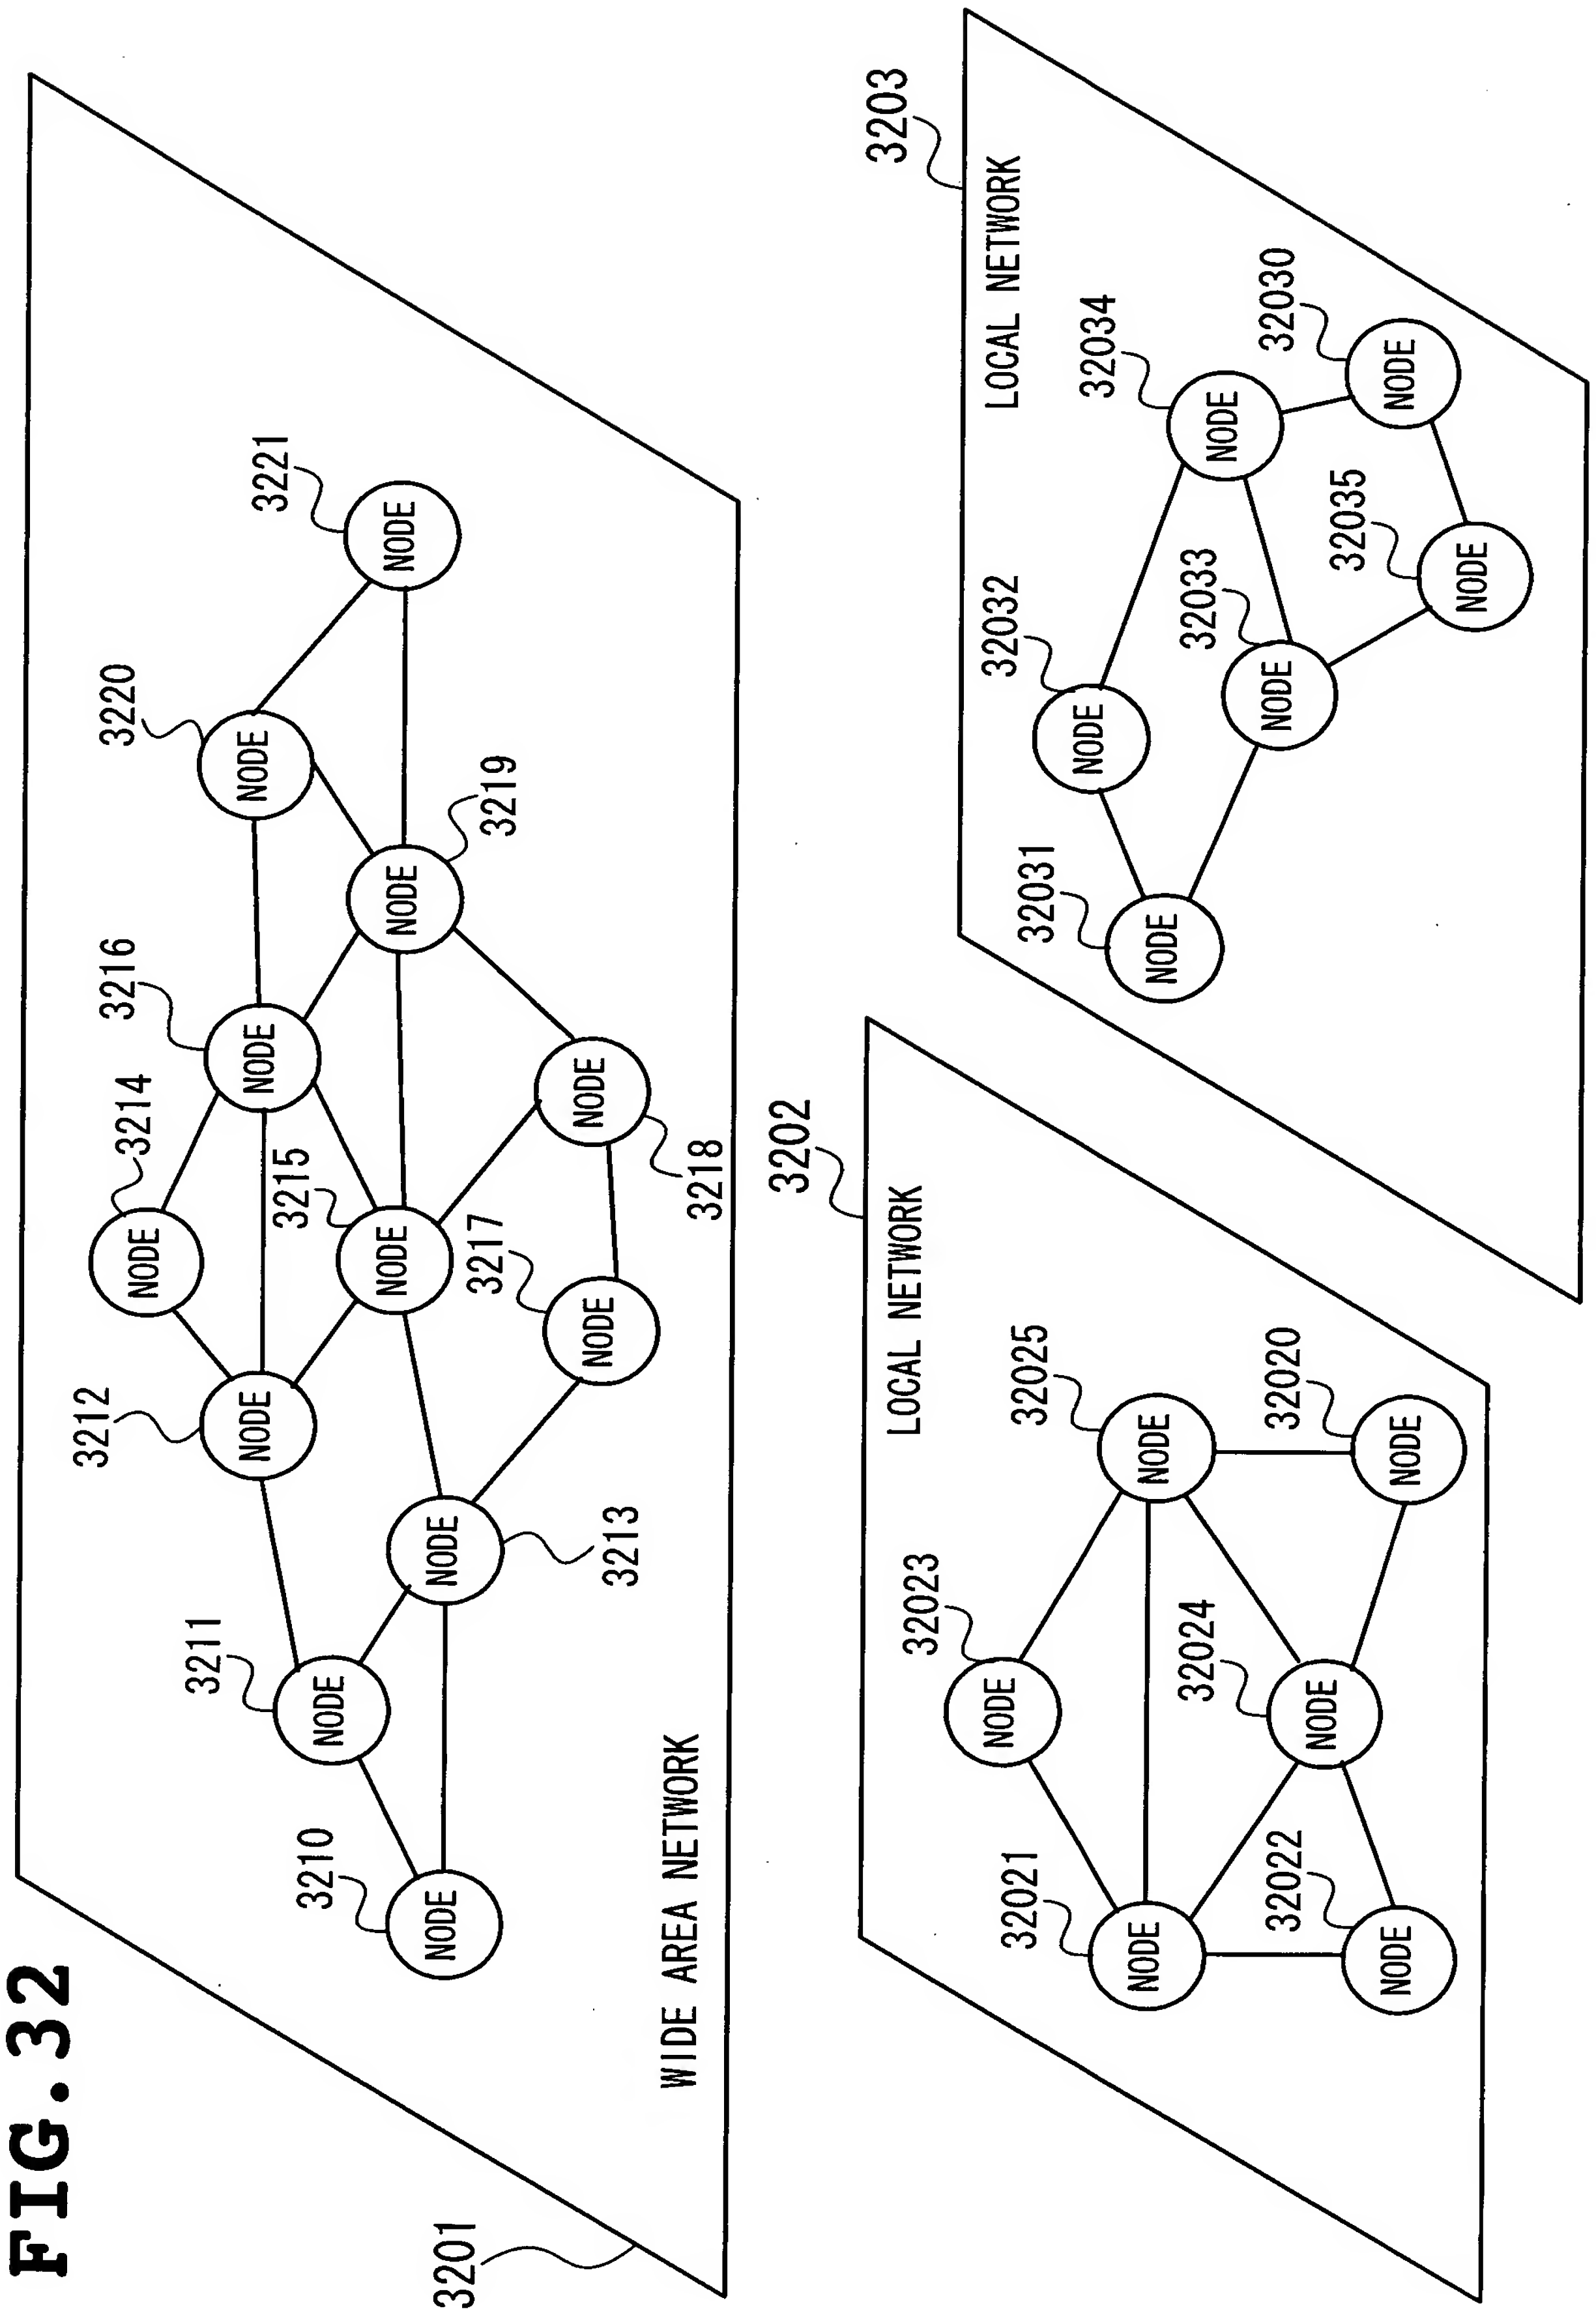 FIG.32
3201
WIDE AREA NETWORK
3210
NODE
3211
NODE
3213
NODE
3212
NODE
3214
NODE
3215
NODE
3217
NODE
3216
NODE
3218
NODE
3219
NODE
3220
NODE
3221
NODE
3202
LOCAL NETWORK
32021
NODE
32022
NODE
32023
NODE
32024
NODE
32025
NODE
32020
NODE
3203
LOCAL NETWORK
32031
NODE
32032
NODE
32033
NODE
32034
NODE
32035
NODE
32030
NODE